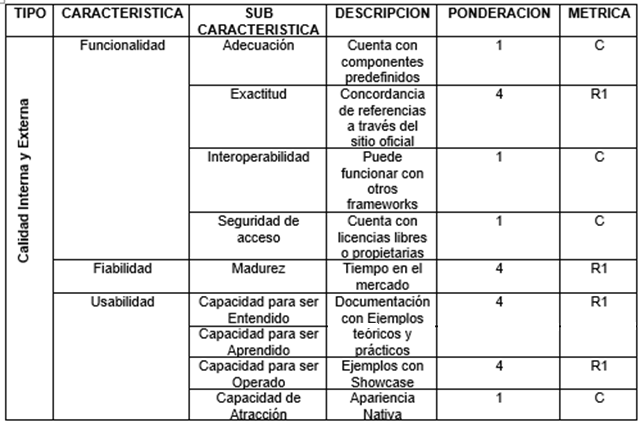 TIPO CARACTERISTICA SUB CARACTERISTICA DESCRIPCION PONDERACION METRICA
Calidad Interna y Externa
Funcionalidad
Adecuación
Cuenta con
componentes
predefinidos
1
C
Exactitud
Concordancia
de referencias
a través del
sitio oficial
4
R1
Interoperabilidad
Puede
funcionar con
otros
frameworks
1
C
Seguridad de
acceso
Cuenta con
licencias libres
o propietarias
1
C
Fiabilidad
Madurez
Tiempo en el
mercado
4
R1
Usabilidad
Capacidad para ser
Entendido
Capacidad para ser
Aprendido
Documentación
con Ejemplos
teóricos y
prácticos
4
R1
Capacidad para ser
Operado
Ejemplos con
Showcase
4
R1
Capacidad de
Atracción
Apariencia
Nativa
1
C